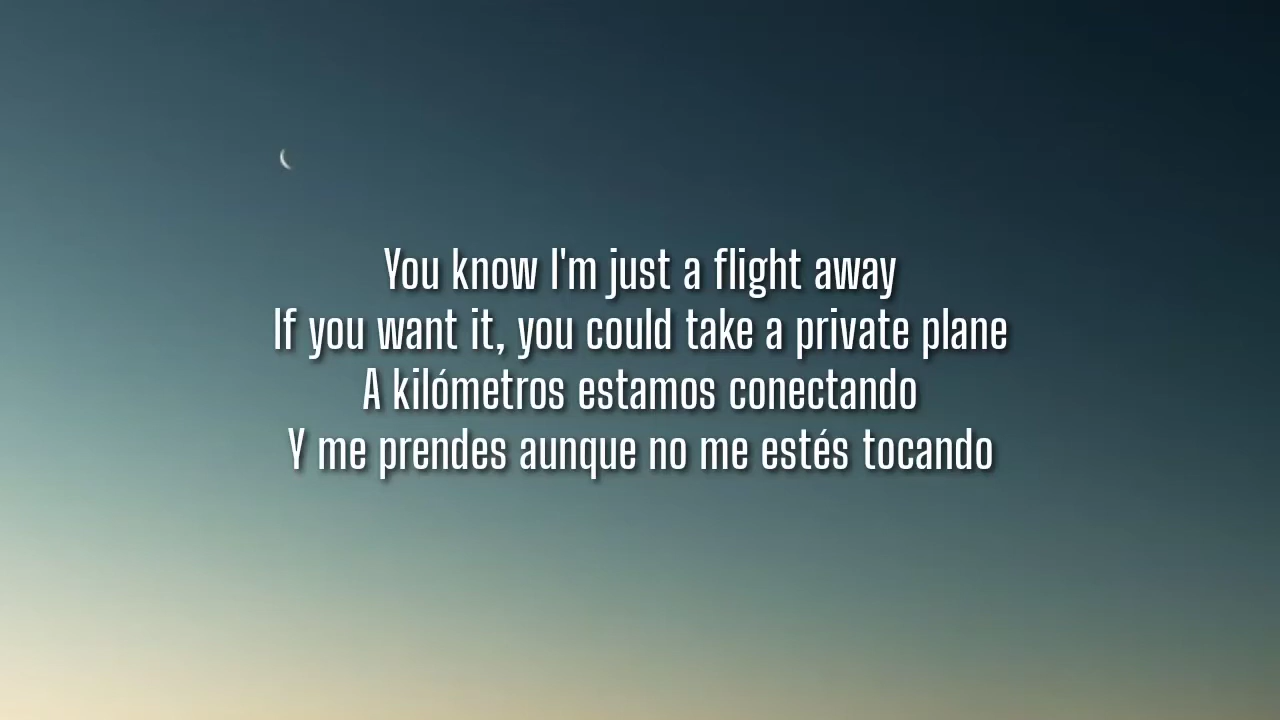 You know I'm just a flight away
If you want it, you could take a private plane
A kilómetros estamos conectando
Y me prendes aunque no me estés tocando